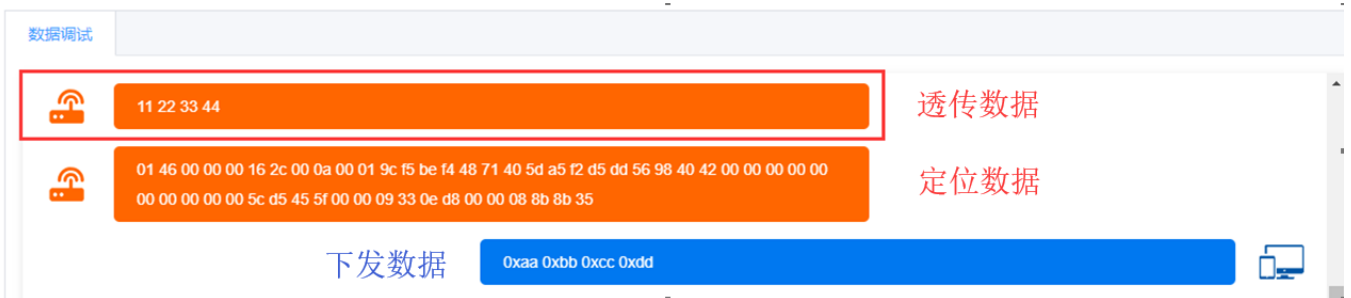 数据调试
11 22 33 44
透传数据
01 46 00 00 00 16 2c 00 0a 00 01 9c f5 be f4 48 71 40 5d a5 f2 d5 dd 56 98 40 42 00 00 00 00 00
00 00 00 00 00 5c d5 45 5f 00 00 09 33 0e d8 00 00 08 8b 8b 35
定位数据
下发数据
0xaa 0xbb 0xcc 0xdd